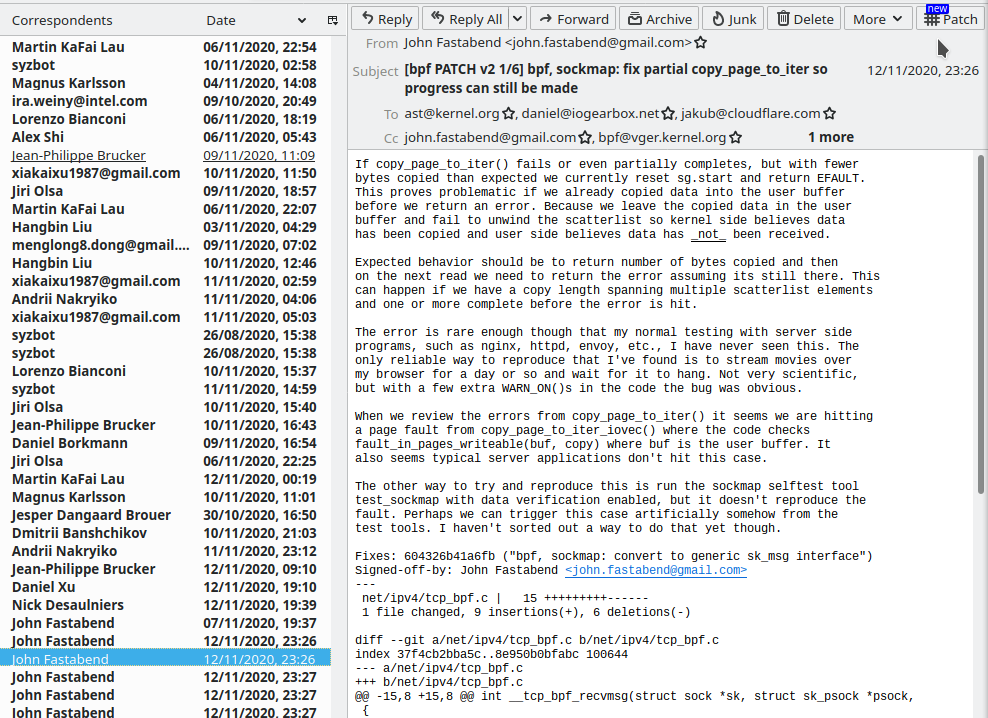 Correspondents Date
Martin KaFai Lau 06/11/2020, 22:54
syzbot 10/11/2020, 02:58
Magnus Karlsson 04/11/2020, 14:08
ira.weiny@intel.com 09/10/2020, 20:49
Lorenzo Bianconi 06/11/2020, 18:19
Alex Shi 06/11/2020, 05:43
Jean-Philippe Brucker 09/11/2020, 11:09
xiakaixu1987@gmail.com 10/11/2020, 11:50
Jiri Olsa 09/11/2020, 18:57
Martin KaFai Lau 06/11/2020, 22:07
Hangbin Liu 03/11/2020, 04:29
menglong8.dong@gmail.... 09/11/2020, 07:02
Hangbin Liu 10/11/2020, 12:46
xiakaixu1987@gmail.com 11/11/2020, 02:59
Andrii Nakryiko 11/11/2020, 04:06
xiakaixu1987@gmail.com 11/11/2020, 05:03
syzbot 26/08/2020, 15:38
syzbot 26/08/2020, 15:38
Lorenzo Bianconi 10/11/2020, 15:37
syzbot 11/11/2020, 14:59
Jiri Olsa 10/11/2020, 15:40
Jean-Philippe Brucker 10/11/2020, 16:43
Daniel Borkmann 09/11/2020, 16:54
Jiri Olsa 06/11/2020, 22:25
Martin KaFai Lau 12/11/2020, 00:19
Magnus Karlsson 10/11/2020, 11:01
Jesper Dangaard Brouer 30/10/2020, 16:50
Dmitrii Banshchikov 10/11/2020, 21:03
Andrii Nakryiko 11/11/2020, 23:12
Jean-Philippe Brucker 12/11/2020, 09:10
Daniel Xu 12/11/2020, 19:10
Nick Desaulniers 12/11/2020, 19:39
John Fastabend 07/11/2020, 19:37
John Fastabend 12/11/2020, 23:26
John Fastabend 12/11/2020, 23:26
John Fastabend 12/11/2020, 23:27
John Fastabend 12/11/2020, 23:27
John Fastabend 12/11/2020, 23:27
Reply Reply All Forward Archive Junk Delete More new Patch
From John Fastabend <john.fastabend@gmail.com>
Subject [bpf PATCH v2 1/6] bpf, sockmap: fix partial copy_page_to_iter so 12/11/2020, 23:26
progress can still be made
To ast@kernel.org, daniel@iogearbox.net, jakub@cloudflare.com
Cc john.fastabend@gmail.com, bpf@vger.kernel.org 1 more
If copy_page_to_iter() fails or even partially completes, but with fewer
bytes copied than expected we currently reset sg.start and return EFAULT.
This proves problematic if we already copied data into the user buffer
before we return an error. Because we leave the copied data in the user
buffer and fail to unwind the scatterlist so kernel side believes data
has been copied and user side believes data has _not_ been received.
Expected behavior should be to return number of bytes copied and then
on the next read we need to return the error assuming its still there. This
can happen if we have a copy length spanning multiple scatterlist elements
and one or more complete before the error is hit.
The error is rare enough though that my normal testing with server side
programs, such as nginx, httpd, envoy, etc., I have never seen this. The
only reliable way to reproduce that I've found is to stream movies over
my browser for a day or so and wait for it to hang. Not very scientific,
but with a few extra WARN_ON()s in the code the bug was obvious.
When we review the errors from copy_page_to_iter() it seems we are hitting
a page fault from copy_page_to_iter_iovec() where the code checks
fault_in_pages_writeable(buf, copy) where buf is the user buffer. It
also seems typical server applications don't hit this case.
The other way to try and reproduce this is run the sockmap selftest tool
test_sockmap with data verification enabled, but it doesn't reproduce the
fault. Perhaps we can trigger this case artificially somehow from the
test tools. I haven't sorted out a way to do that yet though.
Fixes: 604326b41a6fb ("bpf, sockmap: convert to generic sk_msg interface")
Signed-off-by: John Fastabend <john.fastabend@gmail.com>
---
net/ipv4/tcp_bpf.c | 15 +++++++++------
1 file changed, 9 insertions(+), 6 deletions(-)
diff --git a/net/ipv4/tcp_bpf.c b/net/ipv4/tcp_bpf.c
index 37f4cb2bba5c..8e950b0bfabc 100644
--- a/net/ipv4/tcp_bpf.c
+++ b/net/ipv4/tcp_bpf.c
@@ -15,8 +15,8 @@ int __tcp_bpf_recvmsg(struct sock *sk, struct sk_psock *psock,
{